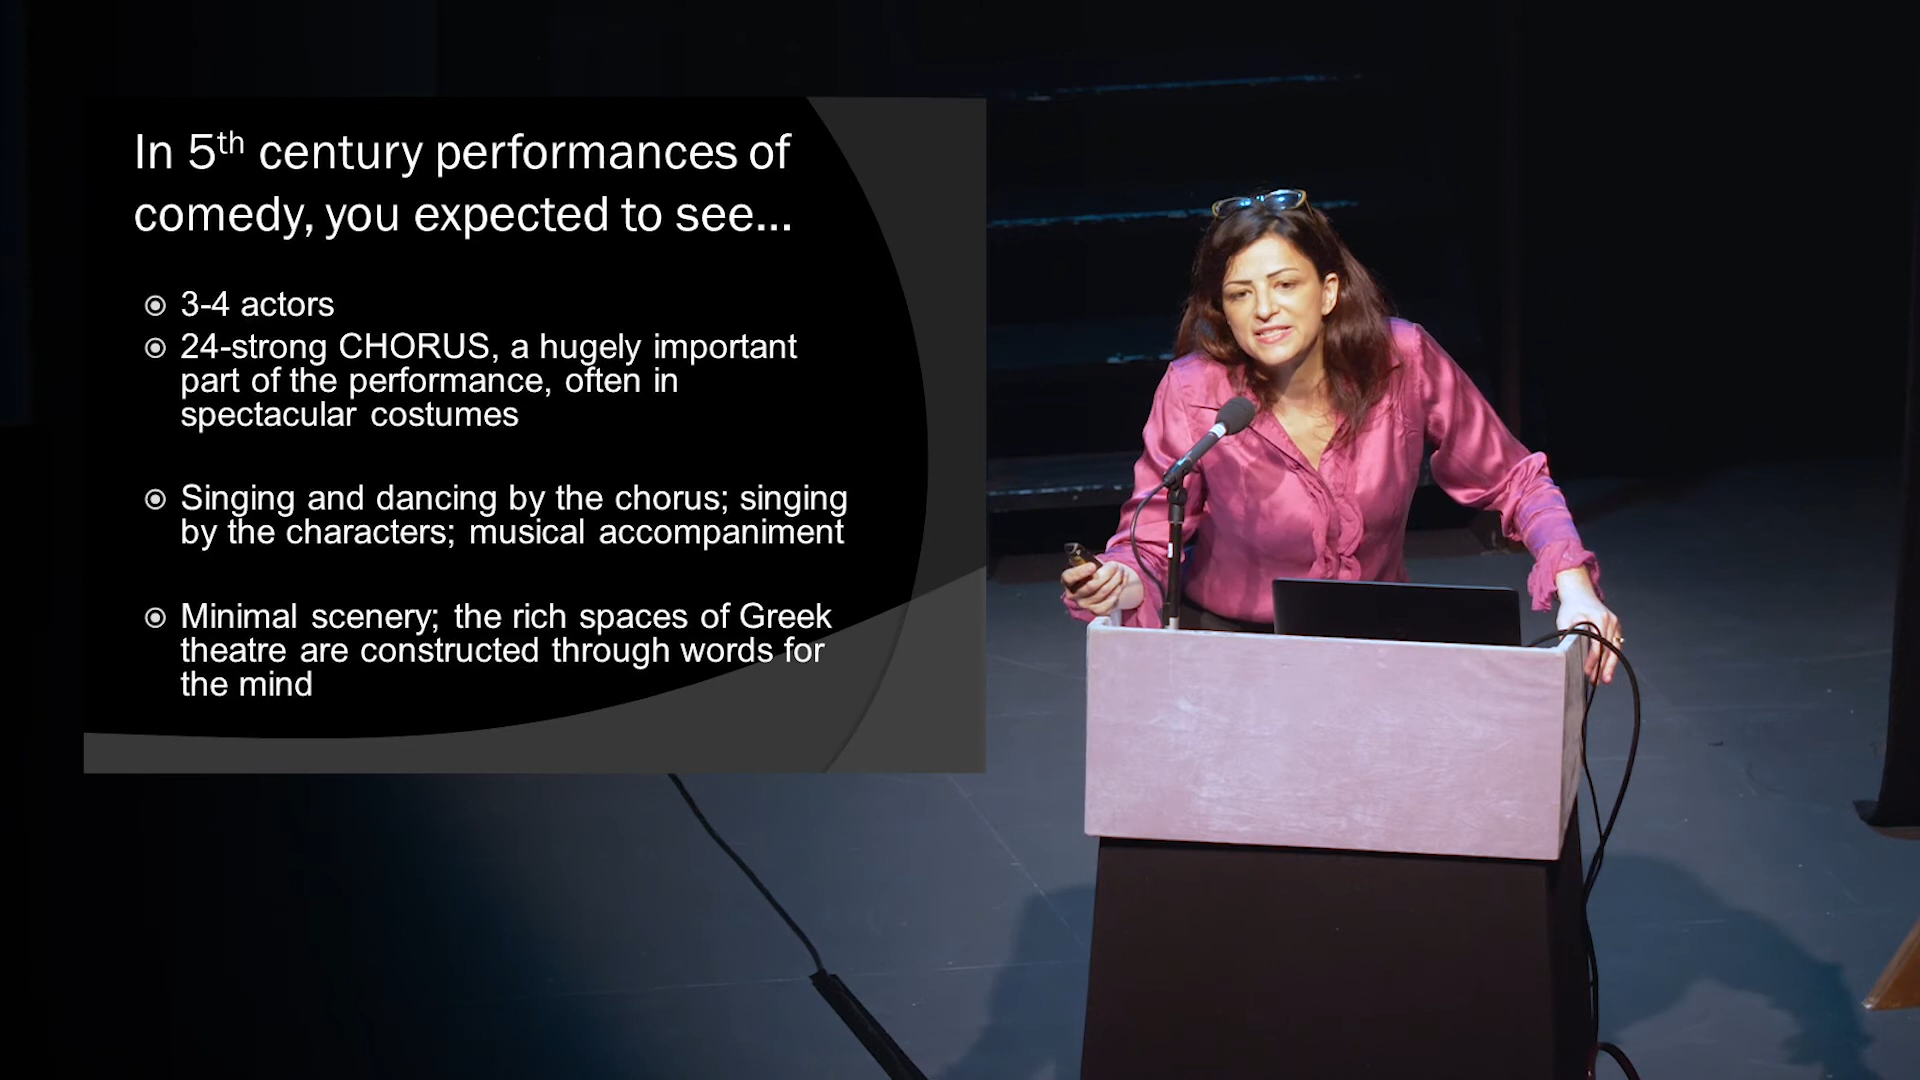 In 5th century performances of
comedy, you expected to see...
3-4 actors
24-strong CHORUS, a hugely important
part of the performance, often in
spectacular costumes
Singing and dancing by the chorus; singing
by the characters; musical accompaniment
Minimal scenery; the rich spaces of Greek
theatre are constructed through words for
the mind